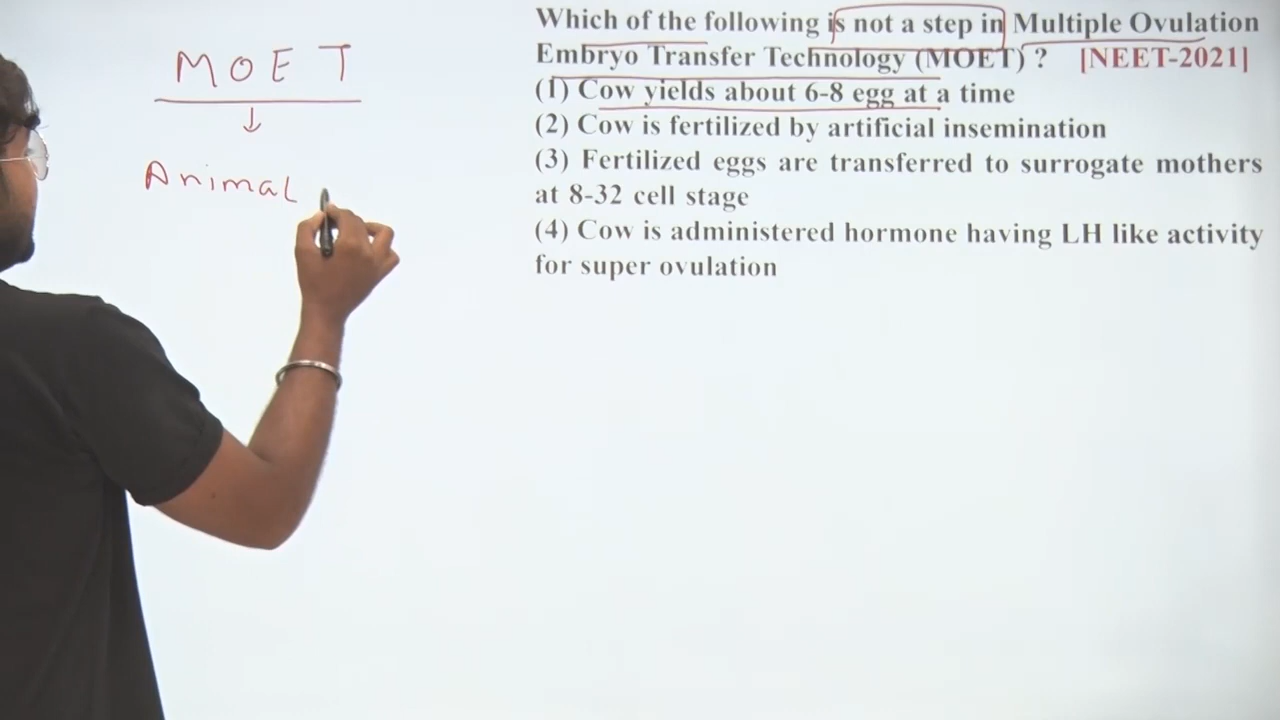 MOET
Animal
Which of the following is not a step in Multiple Ovulation
Embryo Transfer Technology (MOET) ? [NEET-2021]
(1) Cow yields about 6-8 egg at a time
(2) Cow is fertilized by artificial insemination
(3) Fertilized eggs are transferred to surrogate mothers
at 8-32 cell stage
(4) Cow is administered hormone having LH like activity
for super ovulation